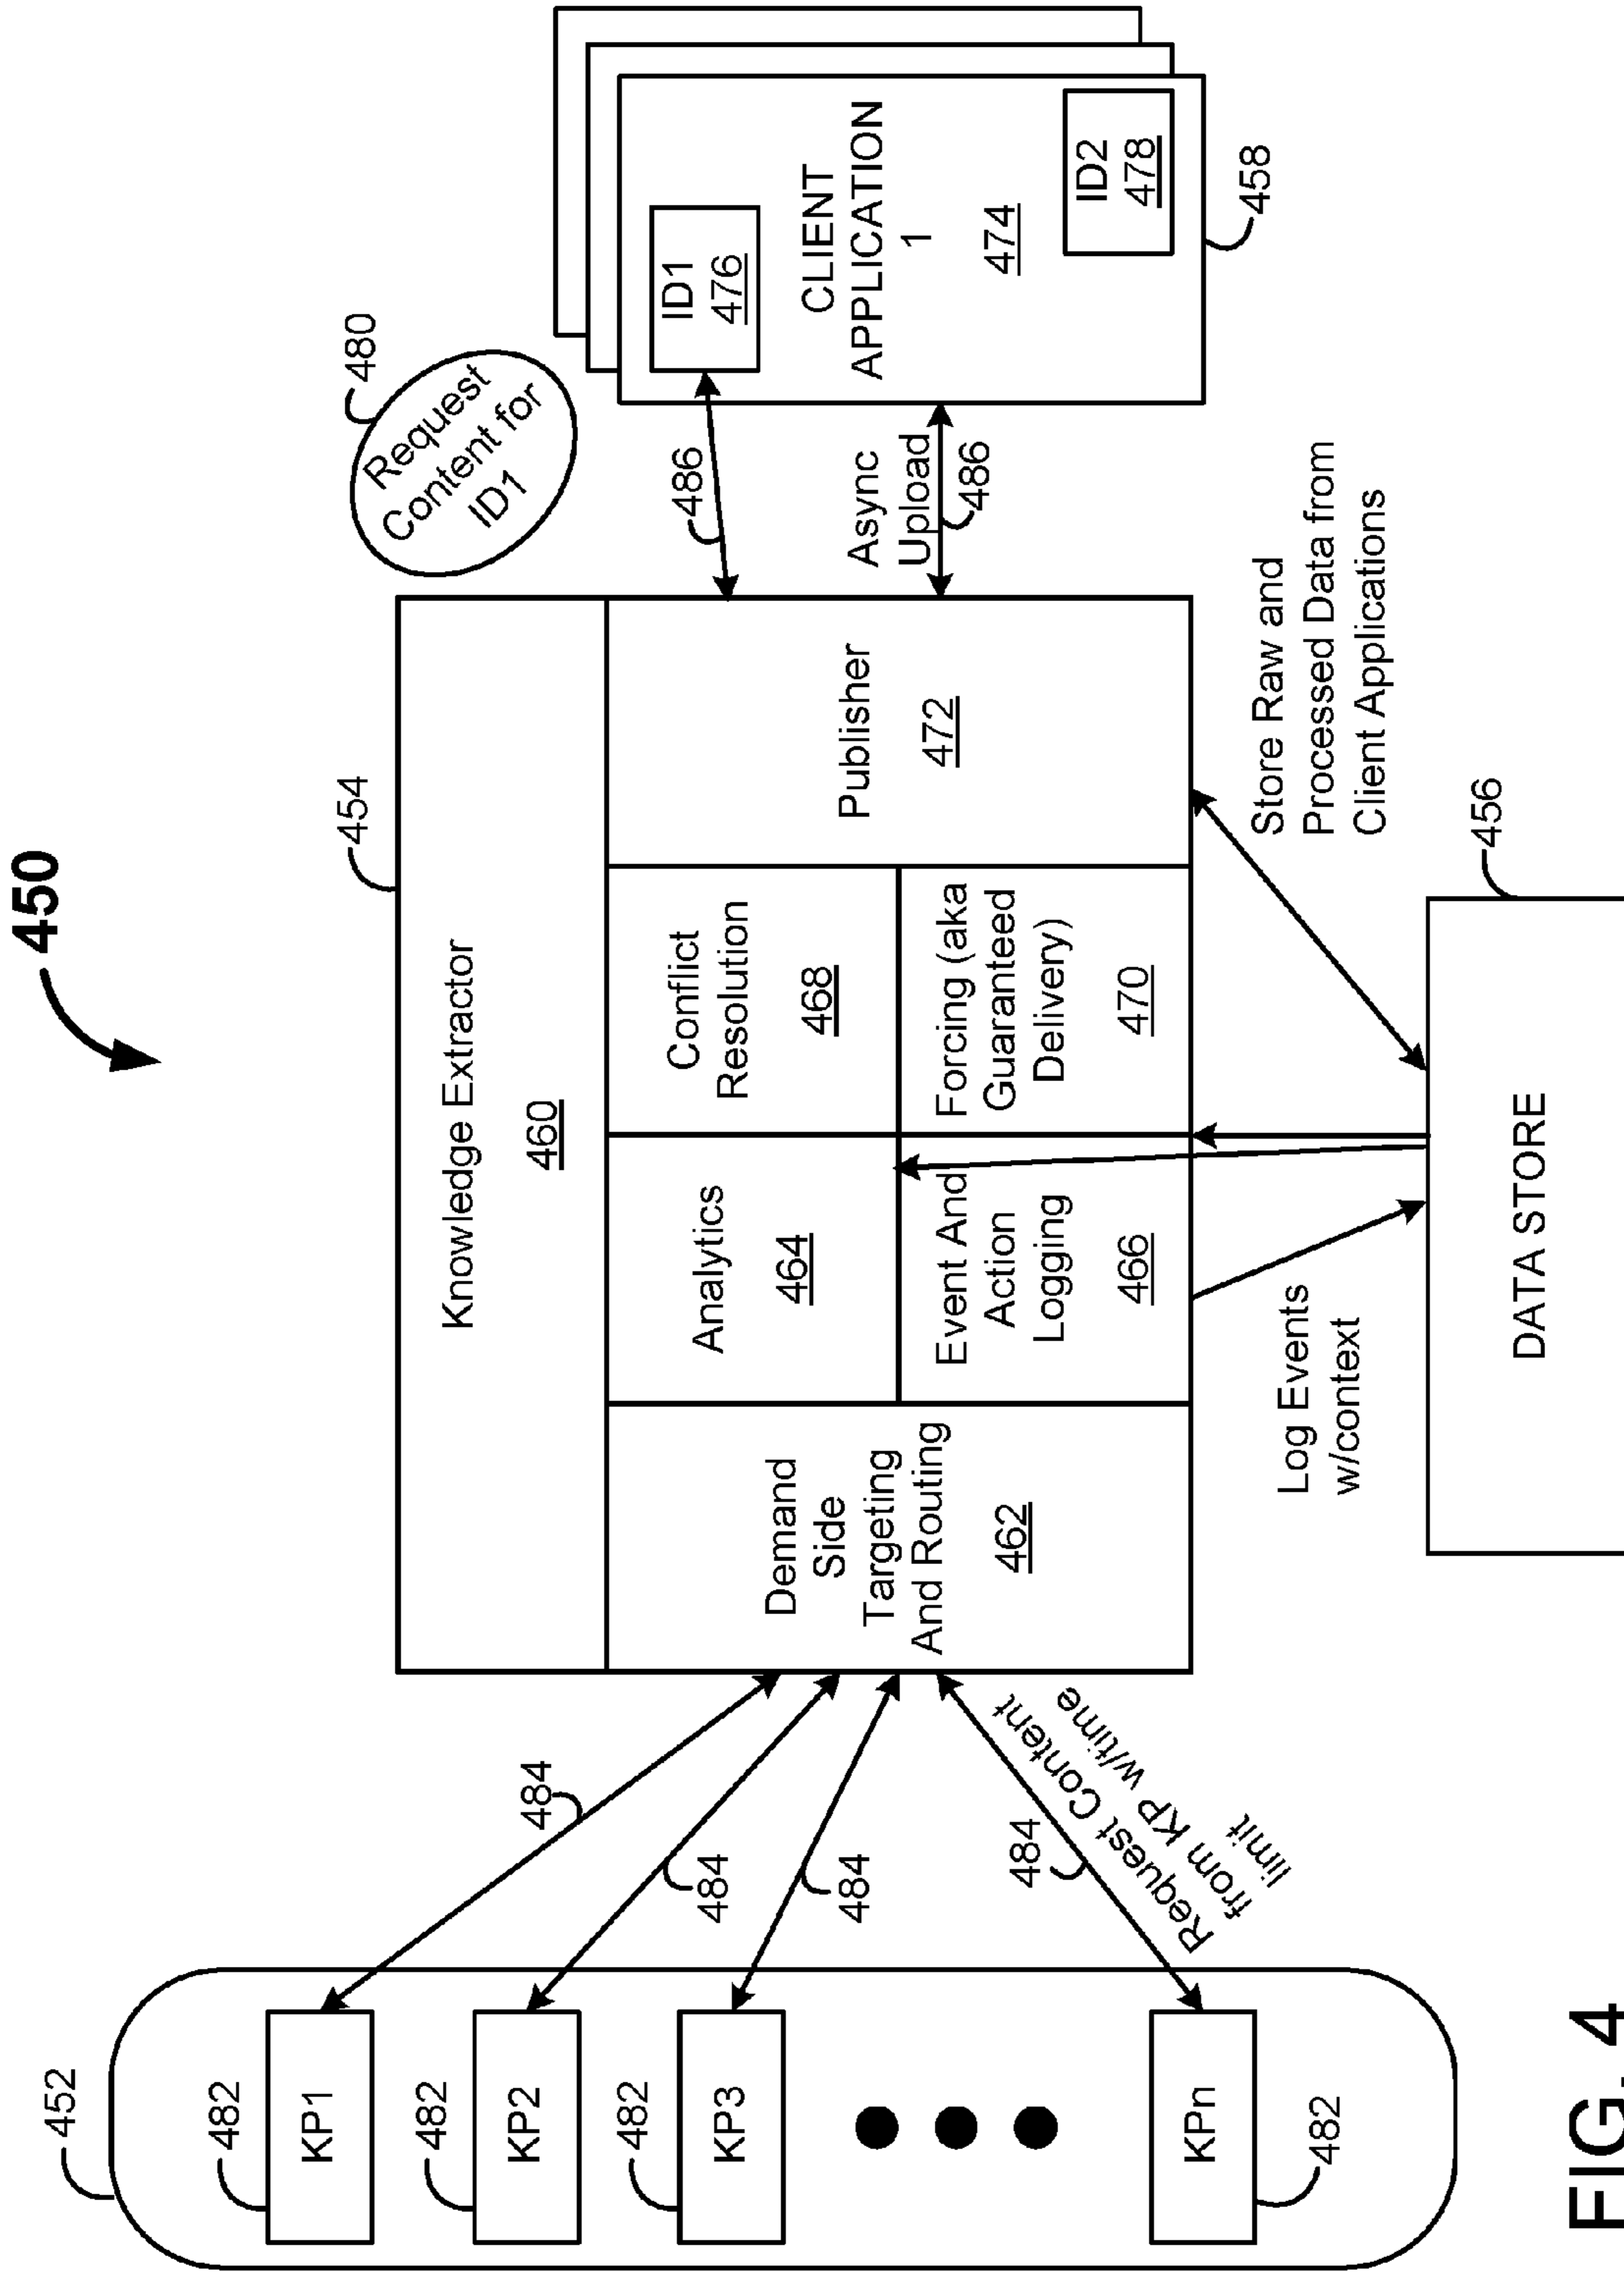 450
452
482
KP1
482
KP2
482
KP3
KPn
482
484
484
484
484
Request Content
from KP w/time
limit
454
Knowledge Extractor
460
Demand
Side
Targeting
And Routing
462
Analytics
464
Event And
Action
Logging
466
Conflict
Resolution
468
Forcing (aka
Guaranteed
Delivery)
470
Publisher
472
480
Request
Content for
ID1
486
Async
Upload
486
ID1
476
CLIENT
APPLICATION
1
474
ID2
478
458
Log Events
w/context
Store Raw and
Processed Data from
Client Applications
456
DATA STORE
FIG. 4